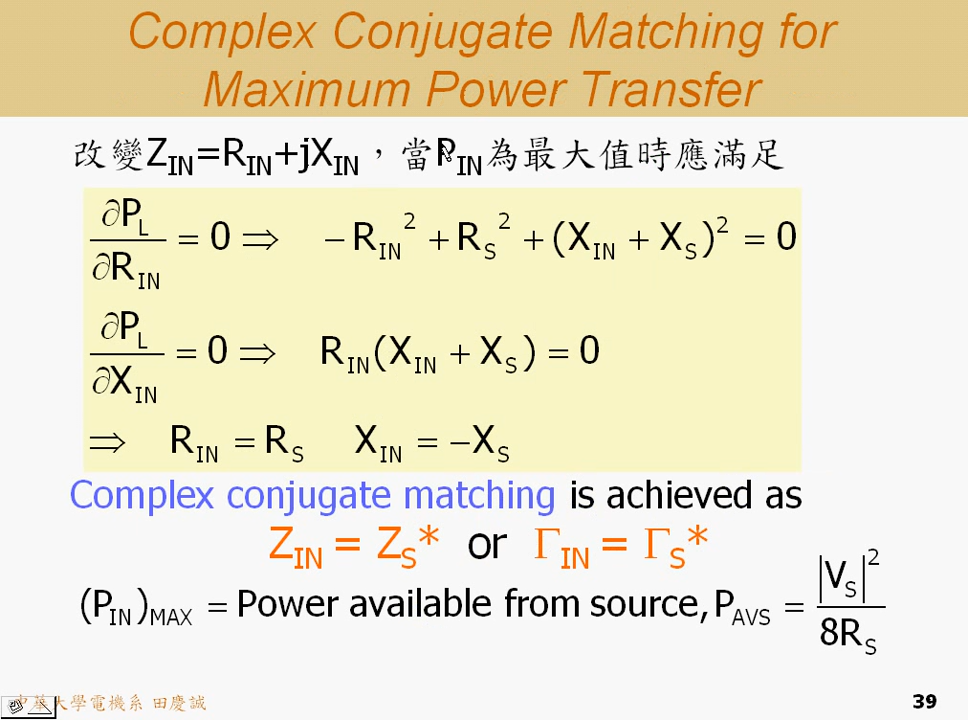 Complex Conjugate Matching for
Maximum Power Transfer
改變Z_IN=R_IN+jX_IN，當P_IN為最大值時應滿足
∂P_L/∂R_IN = 0 ⇒ −R_IN² + R_S² + (X_IN + X_S)² = 0
∂P_L/∂X_IN = 0 ⇒ R_IN(X_IN + X_S) = 0
⇒ R_IN = R_S X_IN = −X_S
Complex conjugate matching is achieved as
Z_IN = Z_S* or Γ_IN = Γ_S*
(P_IN)_MAX = Power available from source, P_AVS = |V_S|²/8R_S
中華大學電機系 田慶誠
39